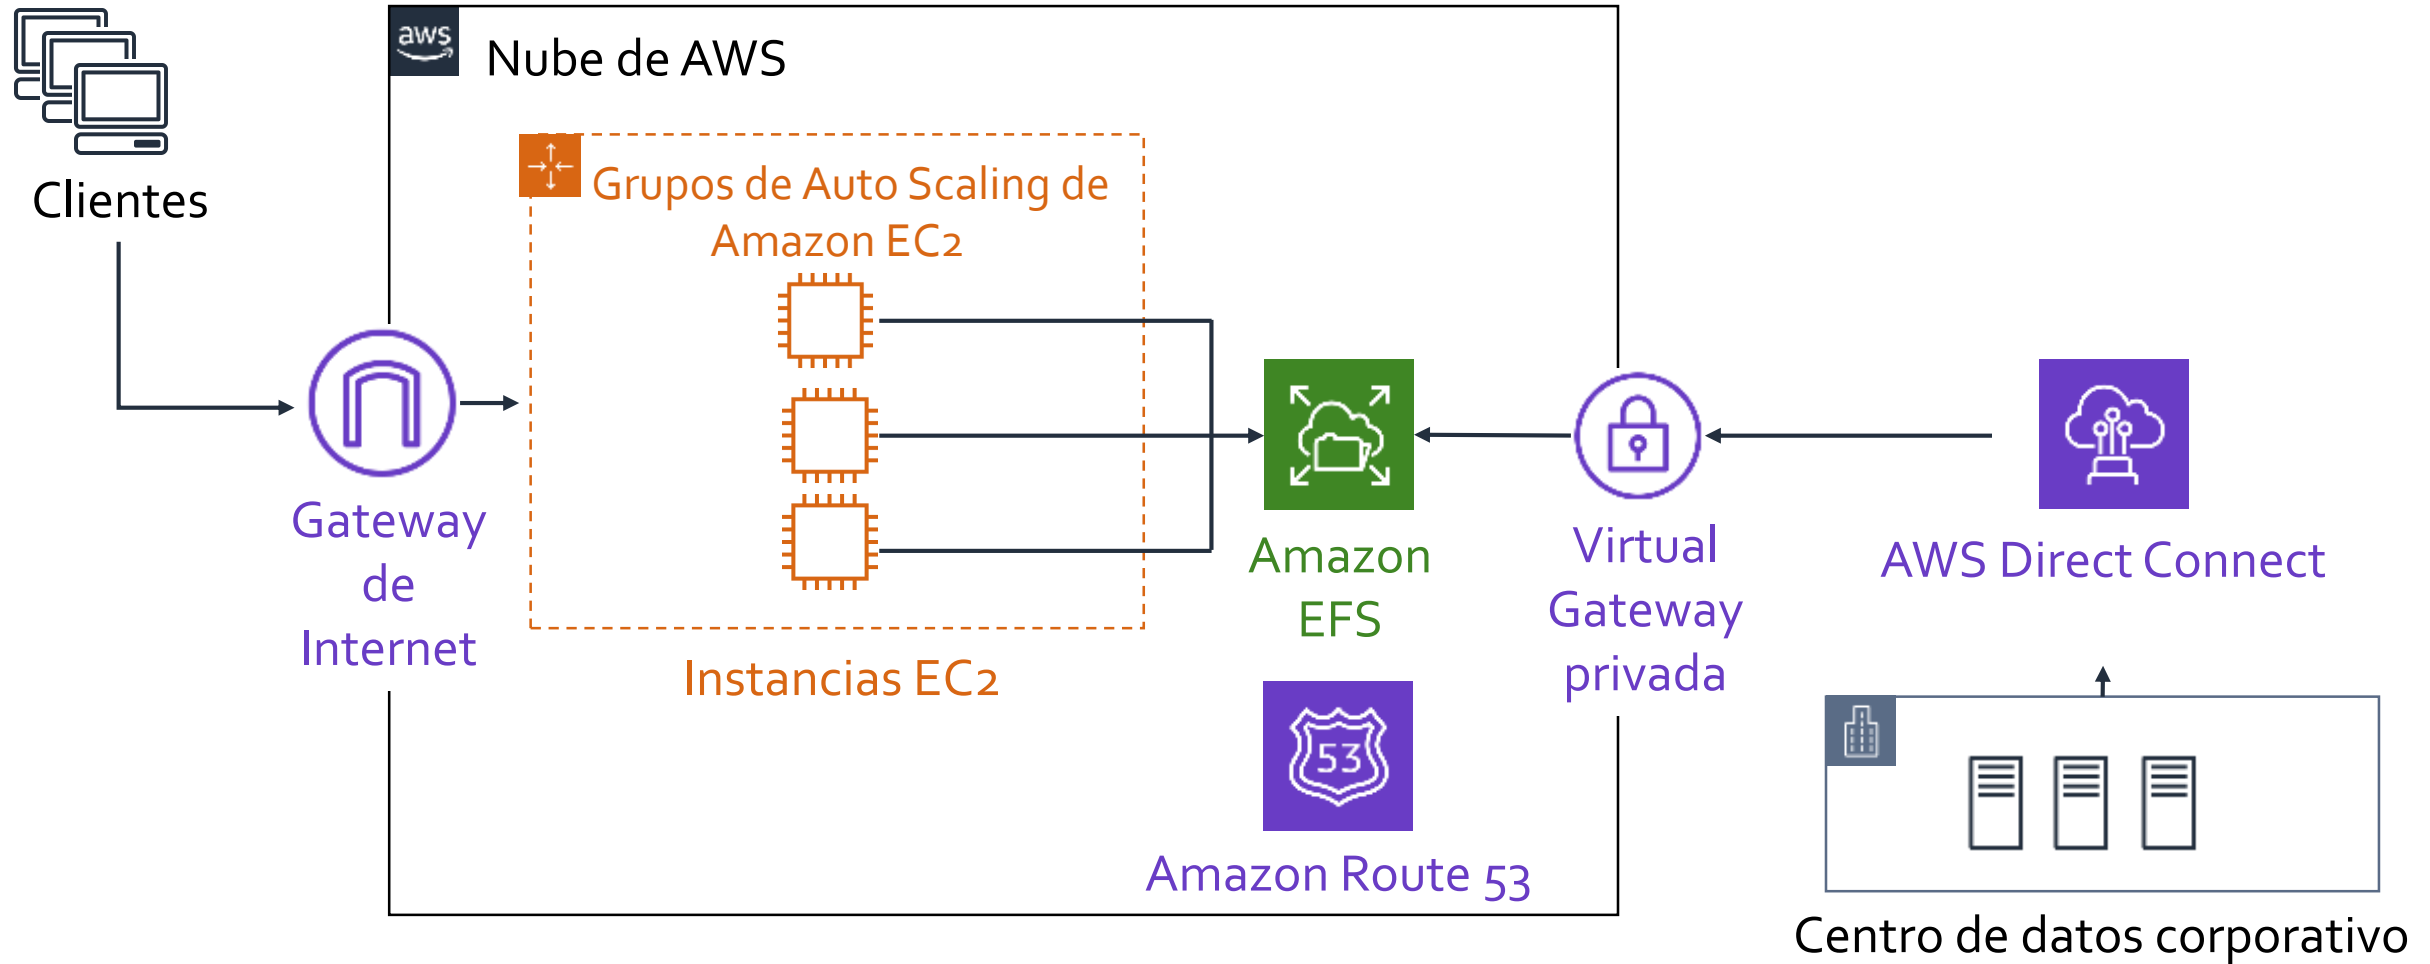 aws
Nube de AWS
Clientes
Grupos de Auto Scaling de
Amazon EC2
Gateway
de
Internet
Instancias EC2
Amazon
EFS
Virtual
Gateway
privada
AWS Direct Connect
53
Amazon Route 53
Centro de datos corporativo